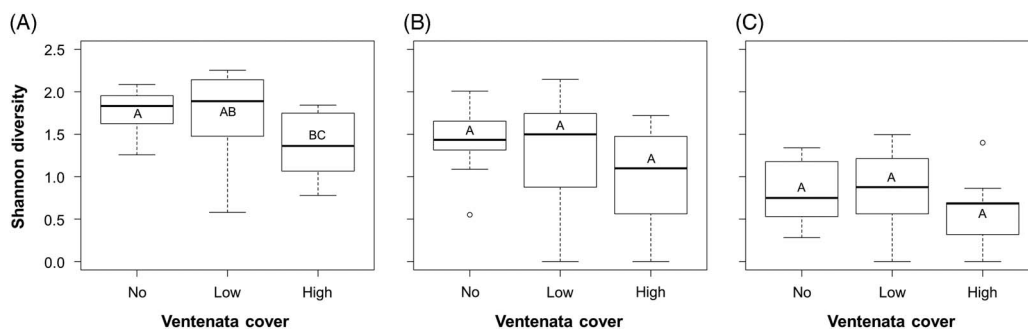 (A)
(B)
(C)
Shannon diversity
2.5
2.0
1.5
1.0
0.5
0.0
A
AB
BC
A
A
A
A
A
A
No Low High
No Low High
No Low High
Ventenata cover
Ventenata cover
Ventenata cover